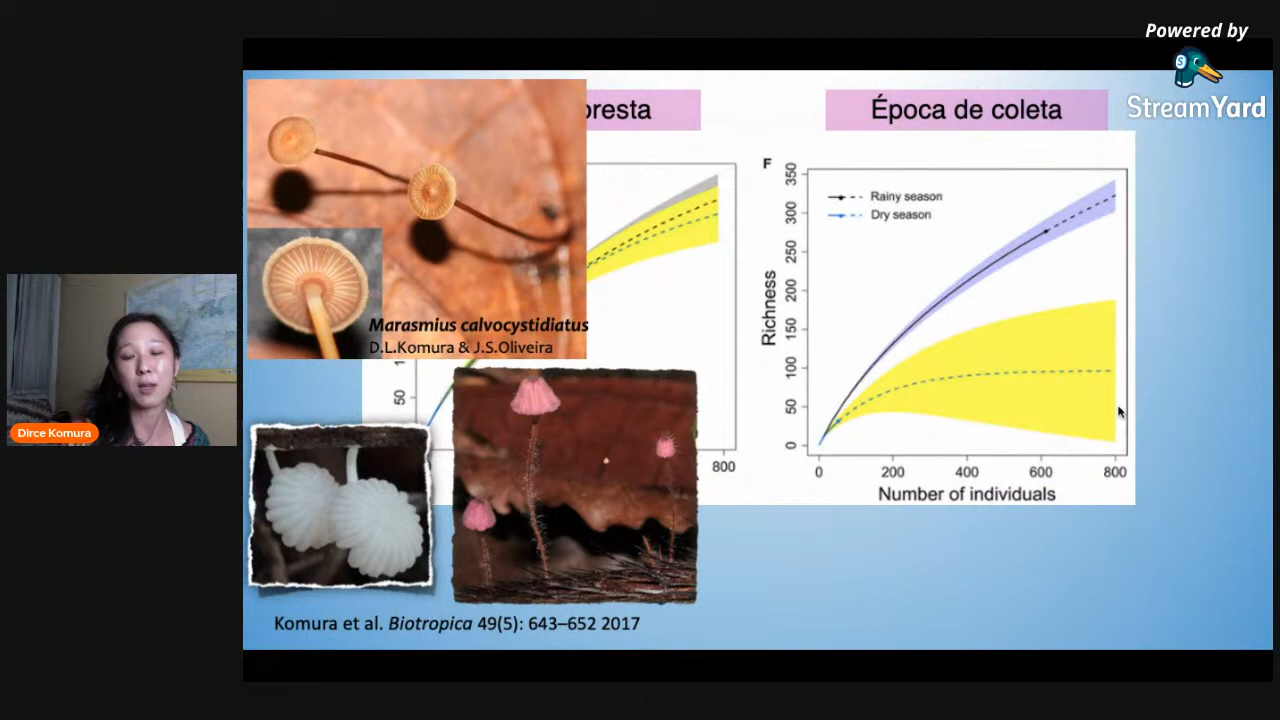 Powered by
StreamYard
oresta
Época de coleta
F
Rainy season
Dry season
Richness
350
300
250
200
150
100
50
0
0 200 400 600 800
Number of individuals
50
800
Marasmius calvocystidiatus
D.L.Komura & J.S.Oliveira
Dirce Komura
Komura et al. Biotropica 49(5): 643–652 2017